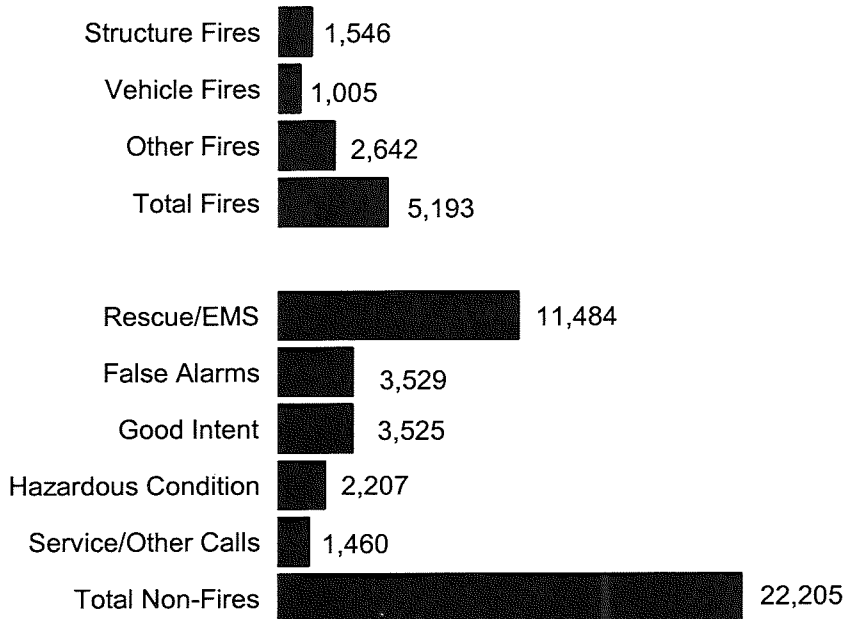 Structure Fires 1,546
Vehicle Fires 1,005
Other Fires 2,642
Total Fires 5,193
Rescue/EMS 11,484
False Alarms 3,529
Good Intent 3,525
Hazardous Condition 2,207
Service/Other Calls 1,460
Total Non-Fires 22,205